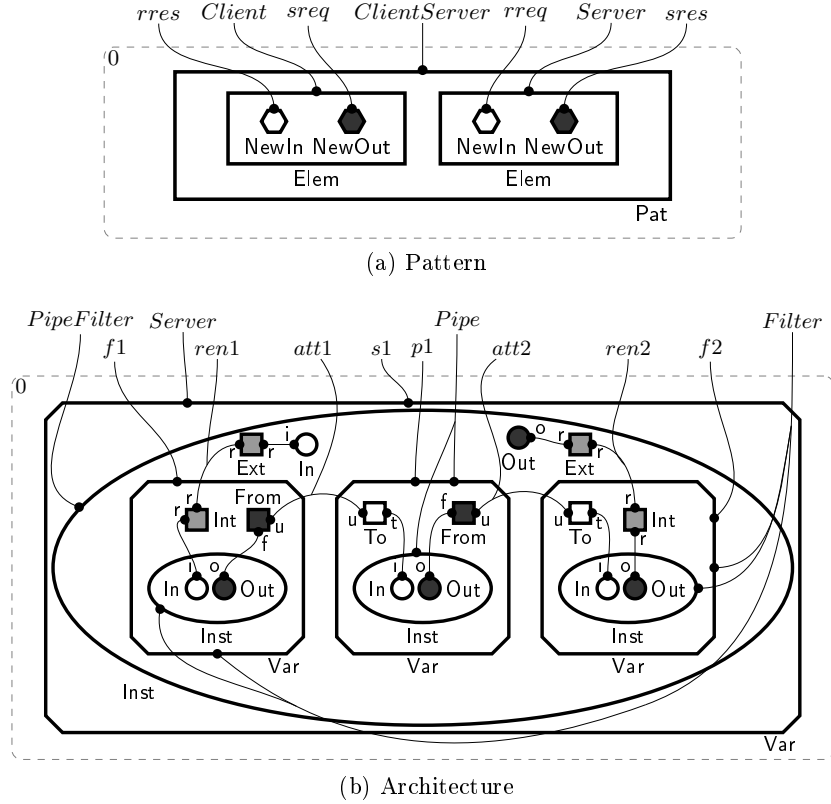 rres Client sreq ClientServer rreq Server sres
0
NewIn NewOut NewIn NewOut
Elem Elem
Pat
(a) Pattern
PipeFilter Server Pipe Filter
f1 ren1 att1 s1 p1 att2 ren2 f2
0
i o
r r r r
In Out
Ext Ext
r From r
r Int u u t f u u t Int
f To From To r
i o i o i o
In Out In Out In Out
Inst Inst Inst
Var Var Var
Inst
Var
(b) Architecture